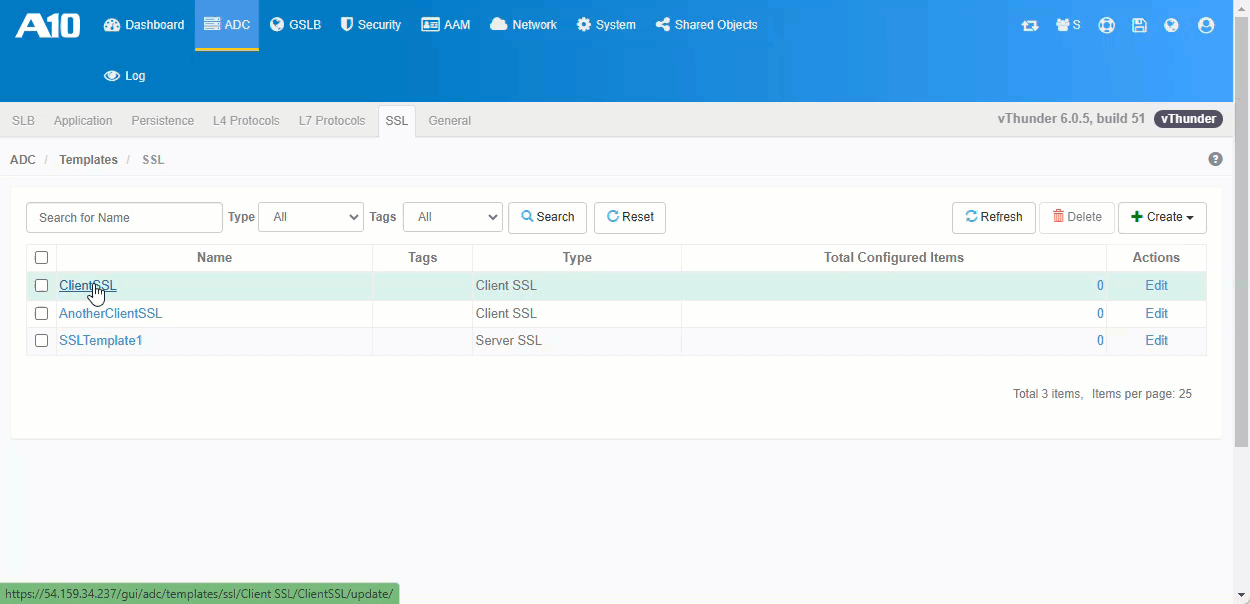 A10 Dashboard ADC GSLB Security AAM Network System Shared Objects S
Log
SLB Application Persistence L4 Protocols L7 Protocols SSL General vThunder 6.0.5, build 51 vThunder
ADC / Templates / SSL ?
Search for Name Type All Tags All Search Reset Refresh Delete Create
Name Tags Type Total Configured Items Actions
ClientSSL Client SSL 0 Edit
AnotherClientSSL Client SSL 0 Edit
SSLTemplate1 Server SSL 0 Edit
Total 3 items, Items per page: 25
https://54.159.34.237/gui/adc/templates/ssl/Client SSL/ClientSSL/update/